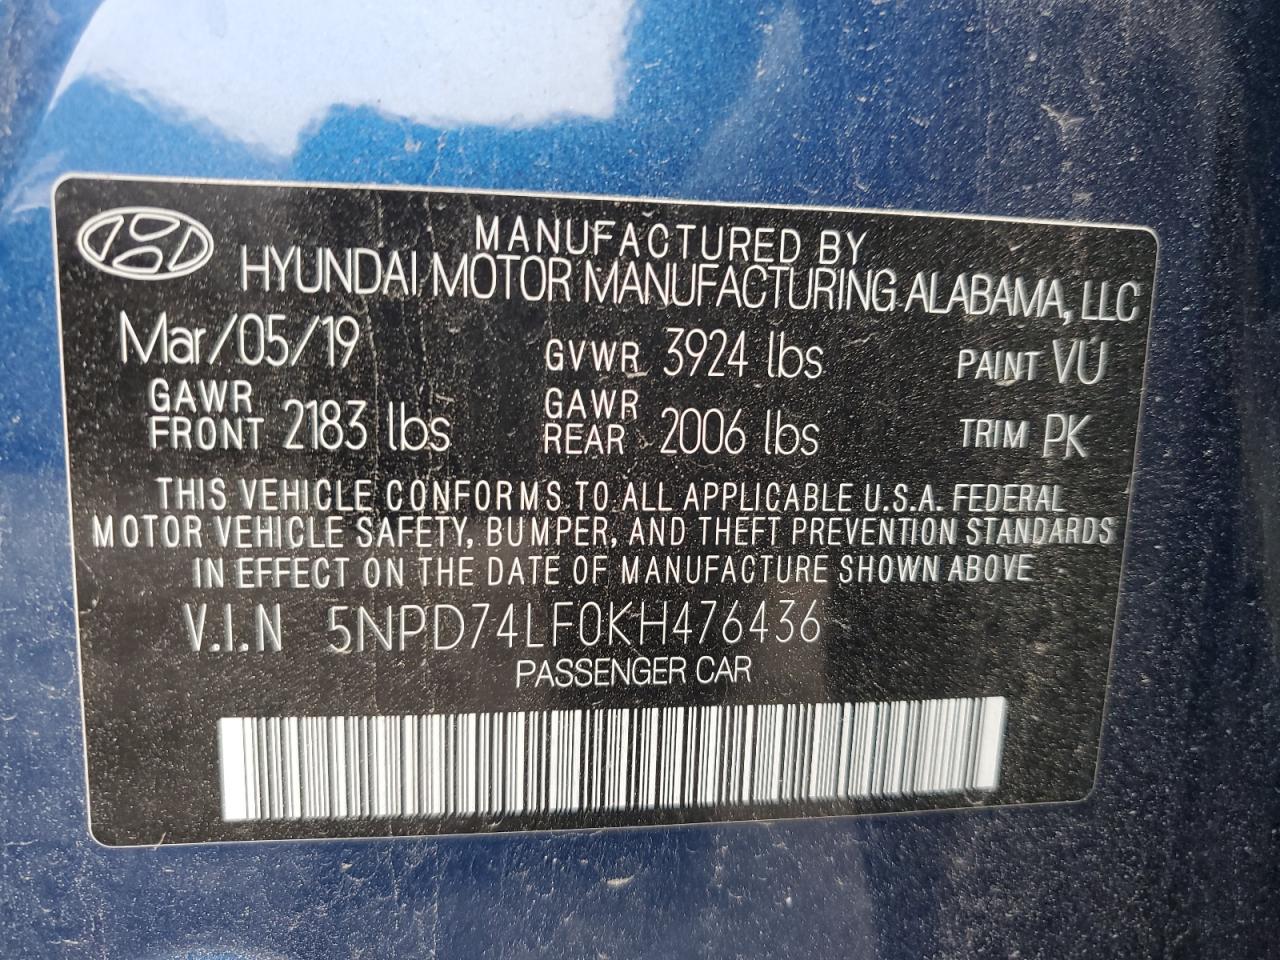 MANUFACTURED BY
HYUNDAI MOTOR MANUFACTURING ALABAMA, LLC
Mar/05/19 GVWR 3924 lbs PAINT VU
GAWR FRONT 2183 lbs GAWR REAR 2006 lbs TRIM PK
THIS VEHICLE CONFORMS TO ALL APPLICABLE U.S.A. FEDERAL
MOTOR VEHICLE SAFETY, BUMPER, AND THEFT PREVENTION STANDARDS
IN EFFECT ON THE DATE OF MANUFACTURE SHOWN ABOVE
V.I.N 5NPD74LF0KH476436
PASSENGER CAR